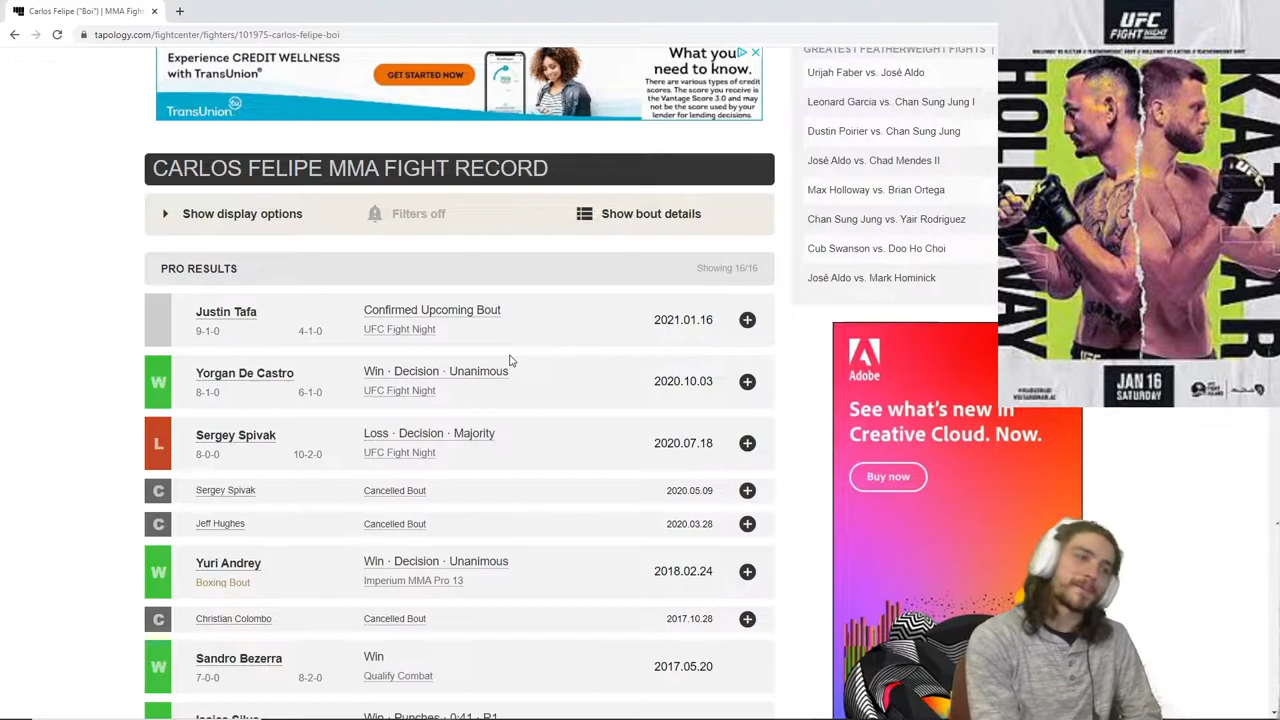 Carlos Felipe ("Boi") | MMA Fight
tapology.com/fightcenter/fighters/101975-carlos-felipe-boi
Experience CREDIT WELLNESS
with TransUnion®
GET STARTED NOW
TransUnion
What you
need to know.
There are various types of credit
scores. The score you receive is
the Vantage Score 3.0 and may
not be the score used by your
lender for lending decisions.
GREATEST FEATHERWEIGHT FIGHTS |
Urijah Faber vs. José Aldo
Leonard Garcia vs. Chan Sung Jung I
Dustin Poirier vs. Chan Sung Jung
José Aldo vs. Chad Mendes II
Max Holloway vs. Brian Ortega
Chan Sung Jung vs. Yair Rodriguez
Cub Swanson vs. Doo Ho Choi
José Aldo vs. Mark Hominick
CARLOS FELIPE MMA FIGHT RECORD
Show display options
Filters off
Show bout details
PRO RESULTS
Showing 16/16
Justin Tafa
Confirmed Upcoming Bout
2021.01.16
9-1-0
UFC Fight Night
W
Yorgan De Castro
Win · Decision · Unanimous
2020.10.03
8-1-0
6-1-0
UFC Fight Night
L
Sergey Spivak
Loss · Decision · Majority
2020.07.18
8-0-0
10-2-0
UFC Fight Night
C
Sergey Spivak
Cancelled Bout
2020.05.09
C
Jeff Hughes
Cancelled Bout
2020.03.28
W
Yuri Andrey
Win · Decision · Unanimous
2018.02.24
Boxing Bout
Imperium MMA Pro 13
C
Christian Colombo
Cancelled Bout
2017.10.28
W
Sandro Bezerra
Win
2017.05.20
7-0-0
8-2-0
Qualify Combat
Win · Punches · 0:41 · R1
UFC
FIGHT NIGHT
HOLLOWAY
KATTAR
UFC
JAN 16
SATURDAY
Adobe
See what's new in
Creative Cloud. Now.
Buy now